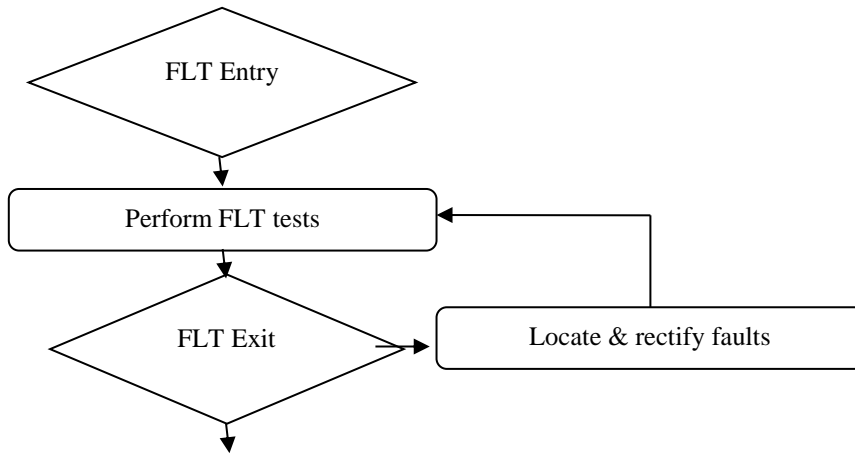 FLT Entry
Perform FLT tests
FLT Exit
Locate & rectify faults